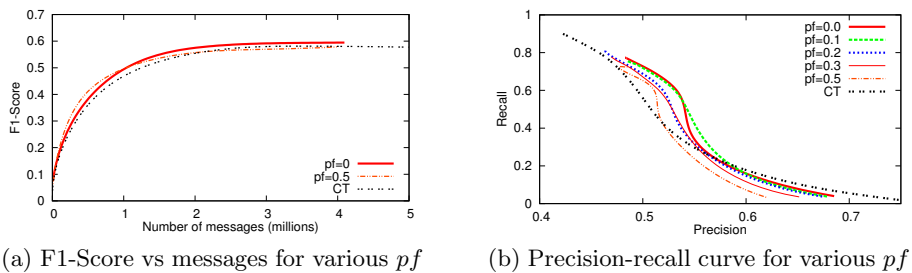 0.7
0.6
0.5
0.4
0.3
0.2
0.1
0
F1-Score
0 1 2 3 4 5
Number of messages (millions)
pf=0
pf=0.5
CT
(a) F1-Score vs messages for various pf
1
0.8
0.6
0.4
0.2
0
Recall
0.4 0.5 0.6 0.7
Precision
pf=0.0
pf=0.1
pf=0.2
pf=0.3
pf=0.5
CT
(b) Precision-recall curve for various pf